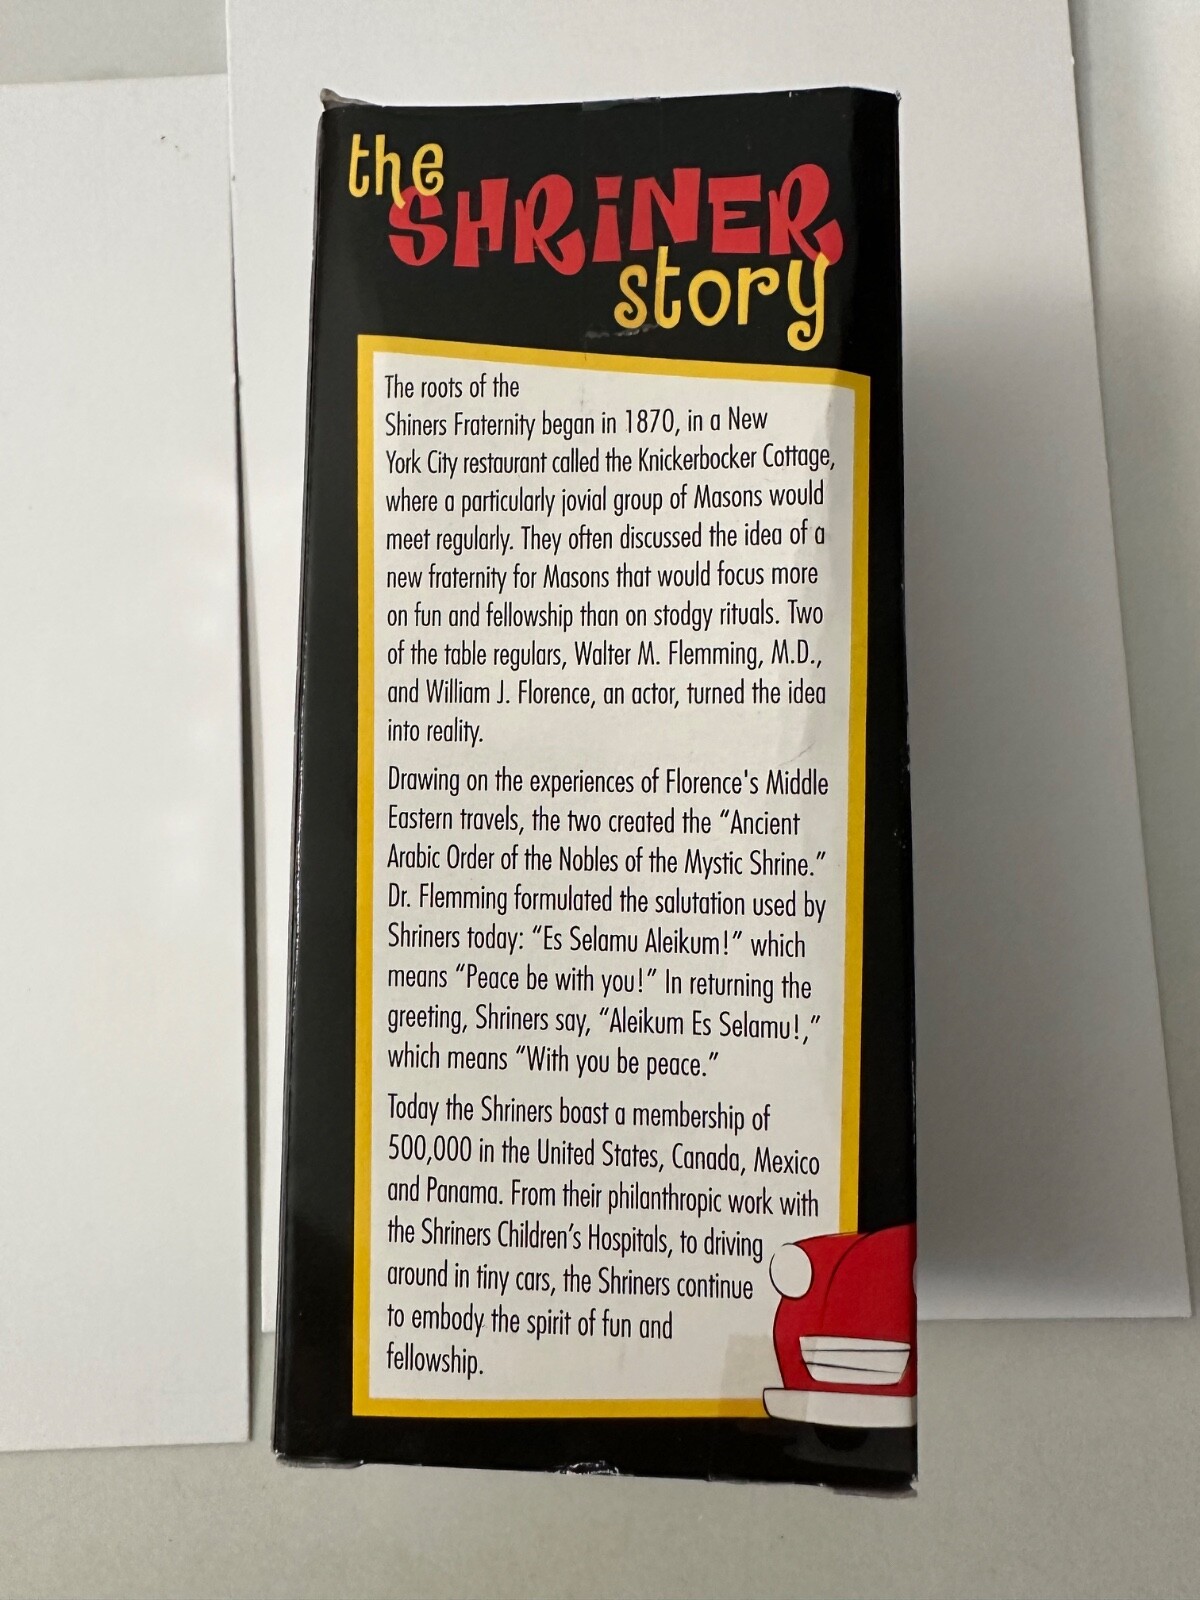 the
SHRiNER
story
The roots of the
Shiners Fraternity began in 1870, in a New
York City restaurant called the Knickerbocker Cottage,
where a particularly jovial group of Masons would
meet regularly. They often discussed the idea of a
new fraternity for Masons that would focus more
on fun and fellowship than on stodgy rituals. Two
of the table regulars, Walter M. Flemming, M.D.,
and William J. Florence, an actor, turned the idea
into reality.
Drawing on the experiences of Florence's Middle
Eastern travels, the two created the “Ancient
Arabic Order of the Nobles of the Mystic Shrine.”
Dr. Flemming formulated the salutation used by
Shriners today: “Es Selamu Aleikum!” which
means “Peace be with you!” In returning the
greeting, Shriners say, “Aleikum Es Selamu!,”
which means “With you be peace.”
Today the Shriners boast a membership of
500,000 in the United States, Canada, Mexico
and Panama. From their philanthropic work with
the Shriners Children’s Hospitals, to driving
around in tiny cars, the Shriners continue
to embody the spirit of fun and
fellowship.